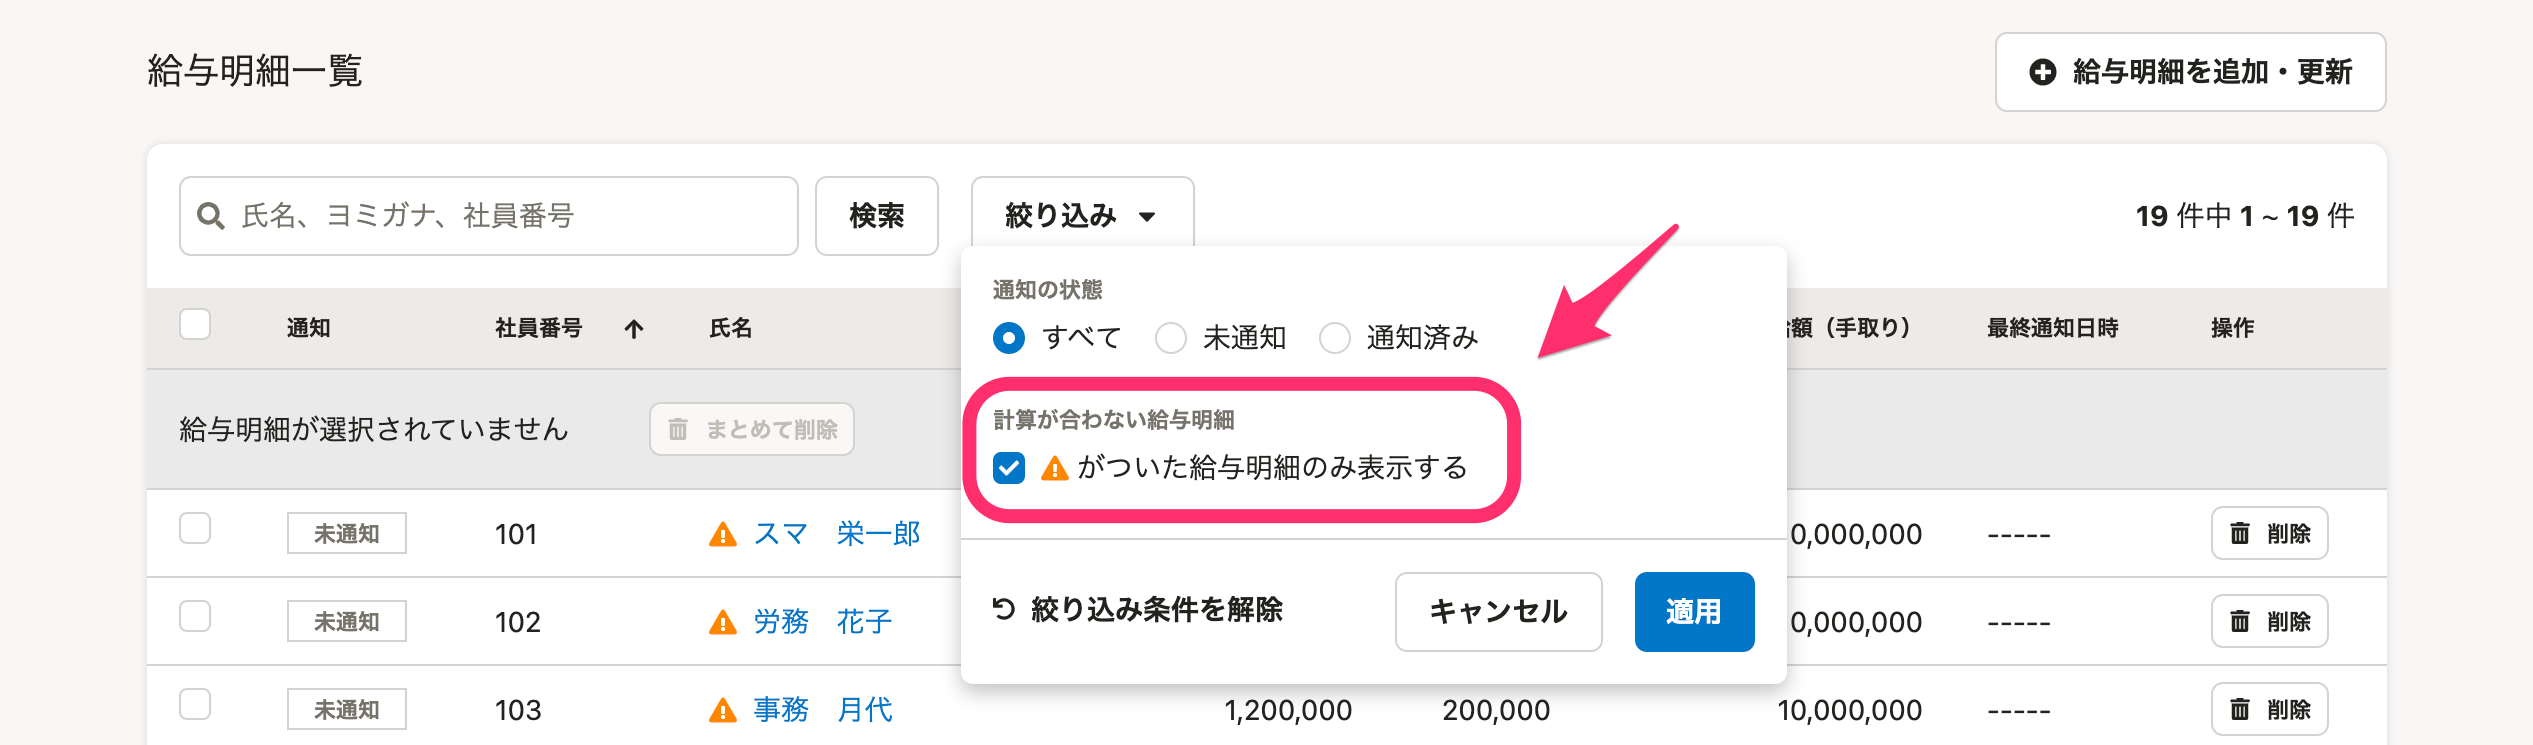 給与明細一覧
給与明細を追加・更新
氏名、ヨミガナ、社員番号
検索
絞り込み
19 件中 1 ~ 19 件
通知の状態
すべて 未通知 通知済み
計算が合わない給与明細
がついた給与明細のみ表示する
絞り込み条件を解除
キャンセル
適用
通知 社員番号 氏名 額（手取り） 最終通知日時 操作
給与明細が選択されていません まとめて削除
未通知 101 スマ 栄一郎 0,000,000 ----- 削除
未通知 102 労務 花子 0,000,000 ----- 削除
未通知 103 事務 月代 1,200,000 200,000 10,000,000 ----- 削除